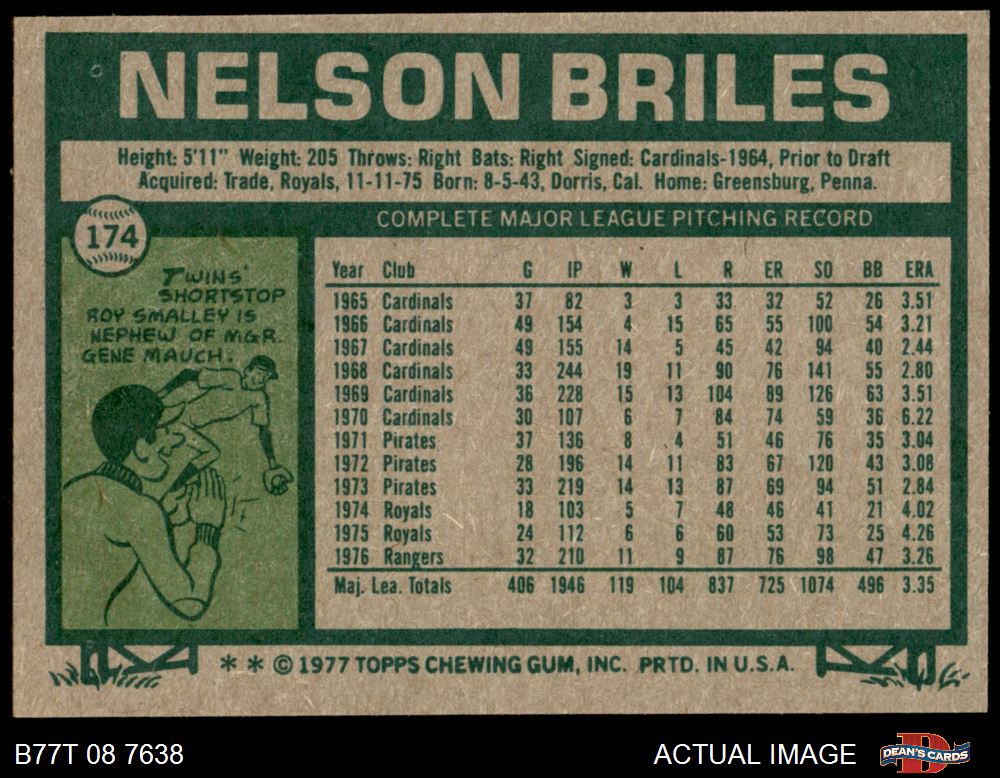 NELSON BRILES
Height: 5'11" Weight: 205 Throws: Right Bats: Right Signed: Cardinals-1964, Prior to Draft
Acquired: Trade, Royals, 11-11-75 Born: 8-5-43, Dorris, Cal. Home: Greensburg, Penna.
174
TWINS'
SHORTSTOP
ROY SMALLEY IS
NEPHEW OF MGR.
GENE MAUCH.
COMPLETE MAJOR LEAGUE PITCHING RECORD
Year Club G IP W L R ER SO BB ERA
1965 Cardinals 37 82 3 3 33 32 52 26 3.51
1966 Cardinals 49 154 4 15 65 55 100 54 3.21
1967 Cardinals 49 155 14 5 45 42 94 40 2.44
1968 Cardinals 33 244 19 11 90 76 141 55 2.80
1969 Cardinals 36 228 15 13 104 89 126 63 3.51
1970 Cardinals 30 107 6 7 84 74 59 36 6.22
1971 Pirates 37 136 8 4 51 46 76 35 3.04
1972 Pirates 28 196 14 11 83 67 120 43 3.08
1973 Pirates 33 219 14 13 87 69 94 51 2.84
1974 Royals 18 103 5 7 48 46 41 21 4.02
1975 Royals 24 112 6 6 60 53 73 25 4.26
1976 Rangers 32 210 11 9 87 76 98 47 3.26
Maj. Lea. Totals 406 1946 119 104 837 725 1074 496 3.35
* * © 1977 TOPPS CHEWING GUM, INC. PRTD. IN U.S.A.
B77T 08 7638
ACTUAL IMAGE
D
DEAN'S CARDS